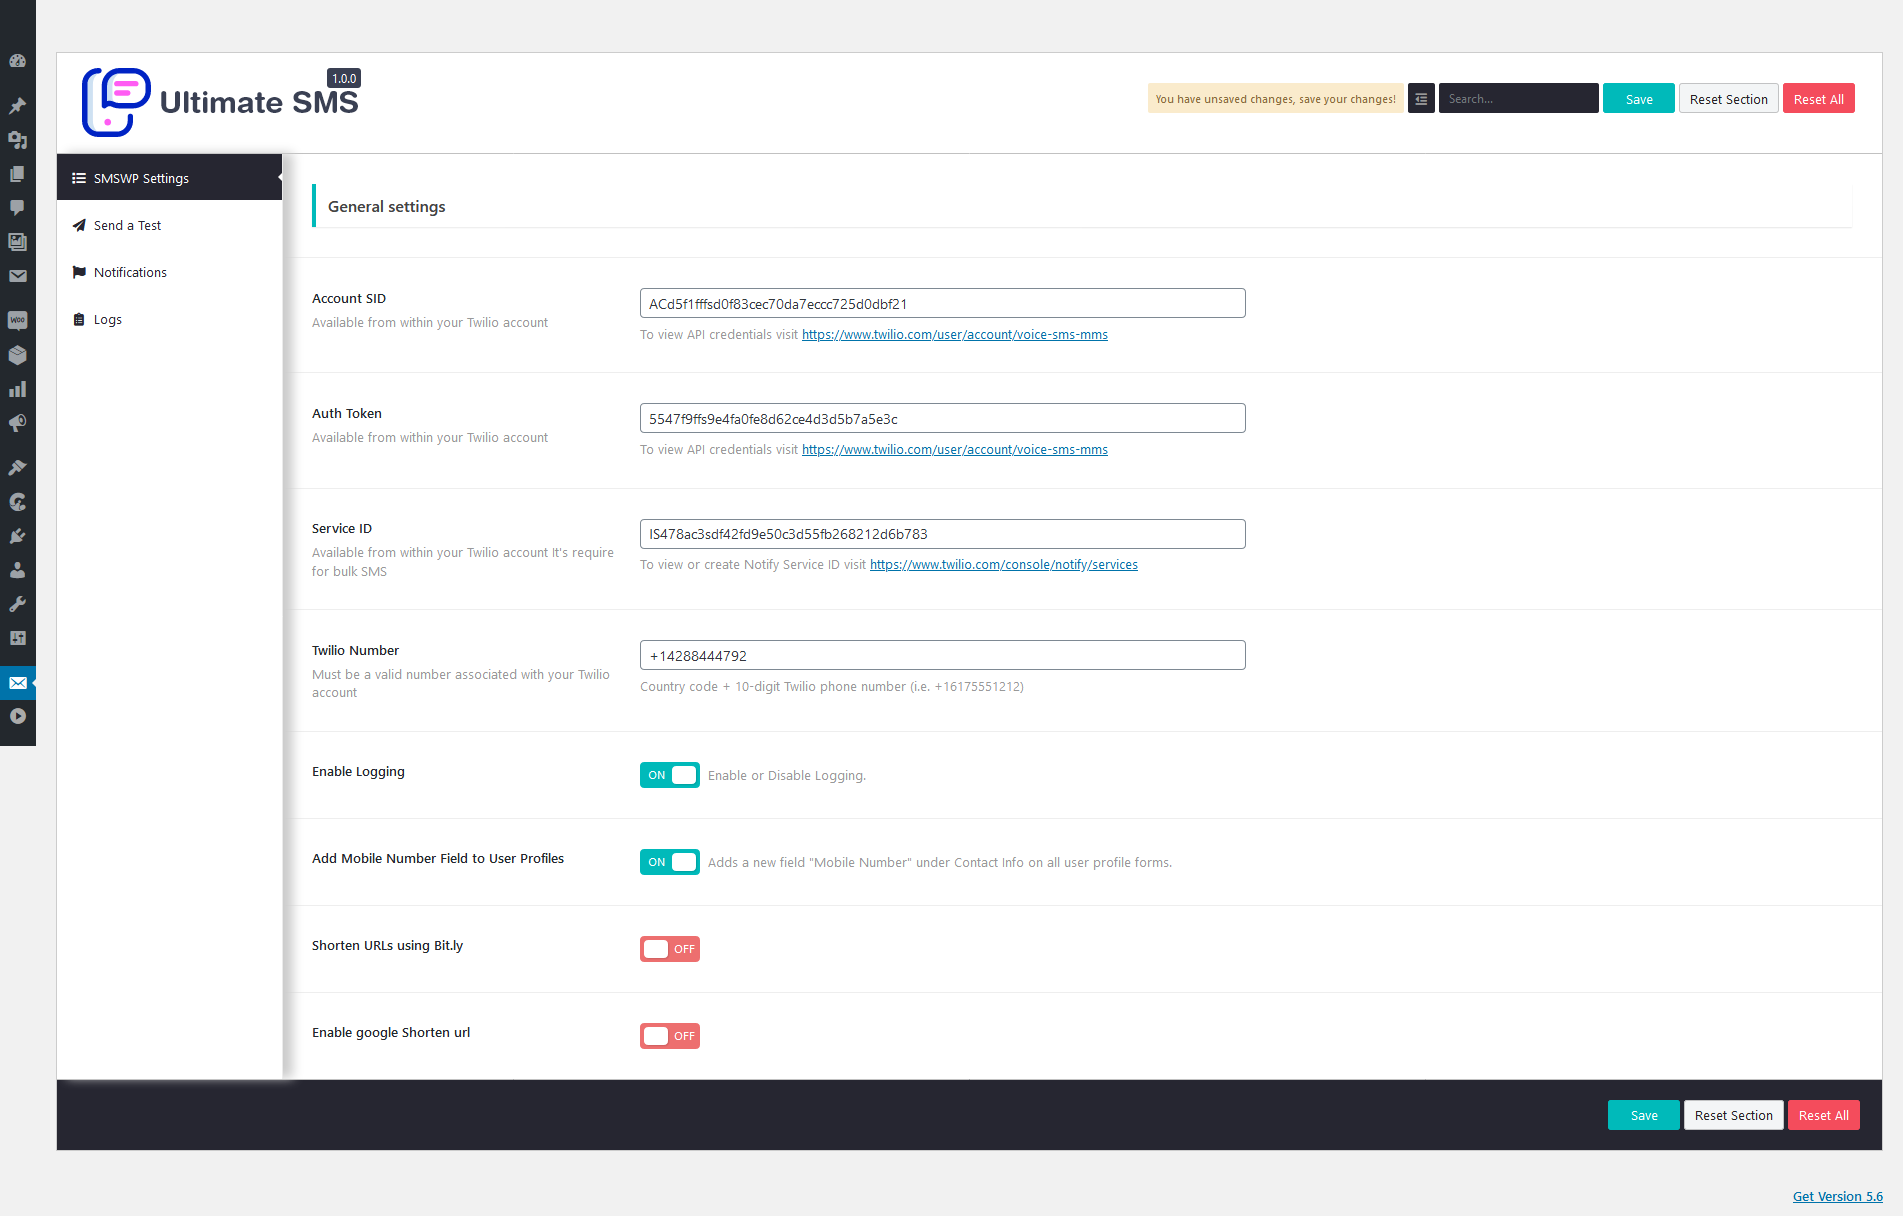 1.0.0
Ultimate SMS
You have unsaved changes, save your changes!
Search...
Save
Reset Section
Reset All
SMSWP Settings
Send a Test
Notifications
Logs
General settings
Account SID
Available from within your Twilio account
ACd5f1fffsd0f83cec70da7eccc725d0dbf21
To view API credentials visit https://www.twilio.com/user/account/voice-sms-mms
Auth Token
Available from within your Twilio account
5547f9ffs9e4fa0fe8d62ce4d3d5b7a5e3c
To view API credentials visit https://www.twilio.com/user/account/voice-sms-mms
Service ID
Available from within your Twilio account It's require
for bulk SMS
IS478ac3sdf42fd9e50c3d55fb268212d6b783
To view or create Notify Service ID visit https://www.twilio.com/console/notify/services
Twilio Number
Must be a valid number associated with your Twilio
account
+14288444792
Country code + 10-digit Twilio phone number (i.e. +16175551212)
Enable Logging
ON
Enable or Disable Logging.
Add Mobile Number Field to User Profiles
ON
Adds a new field "Mobile Number" under Contact Info on all user profile forms.
Shorten URLs using Bit.ly
OFF
Enable google Shorten url
OFF
Save
Reset Section
Reset All
Get Version 5.6
Woo